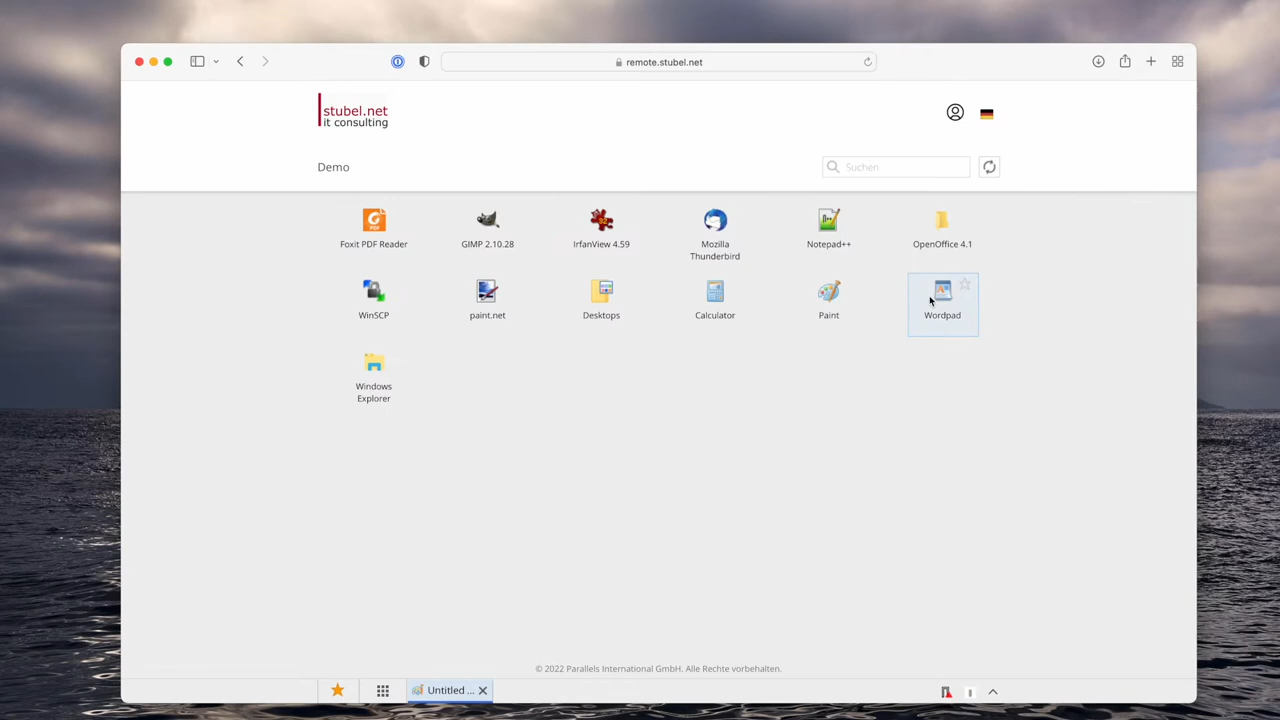 remote.stubel.net
stubel.net
it consulting
Demo
Suchen
Foxit PDF Reader
GIMP 2.10.28
IrfanView 4.59
Mozilla
Thunderbird
Notepad++
OpenOffice 4.1
WinSCP
paint.net
Desktops
Calculator
Paint
Wordpad
Windows
Explorer
© 2022 Parallels International GmbH. Alle Rechte vorbehalten.
Untitled ...